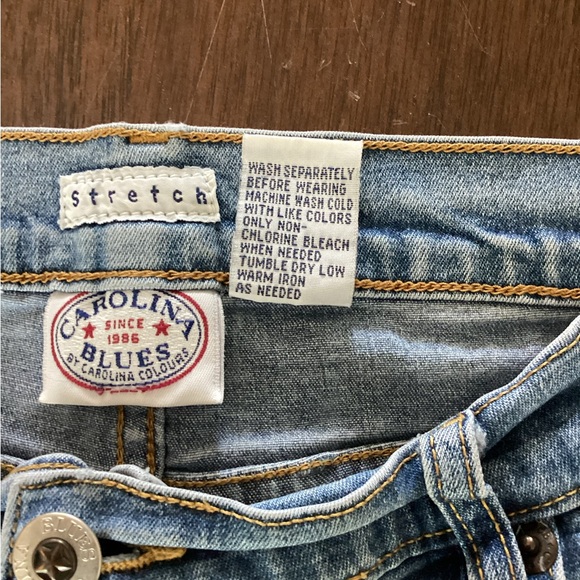 stretch
WASH SEPARATELY
BEFORE WEARING
MACHINE WASH COLD
WITH LIKE COLORS
ONLY NON-
CHLORINE BLEACH
WHEN NEEDED
TUMBLE DRY LOW
WARM IRON
AS NEEDED
CAROLINA
SINCE
1986
BLUES
BY CAROLINA COLOURS